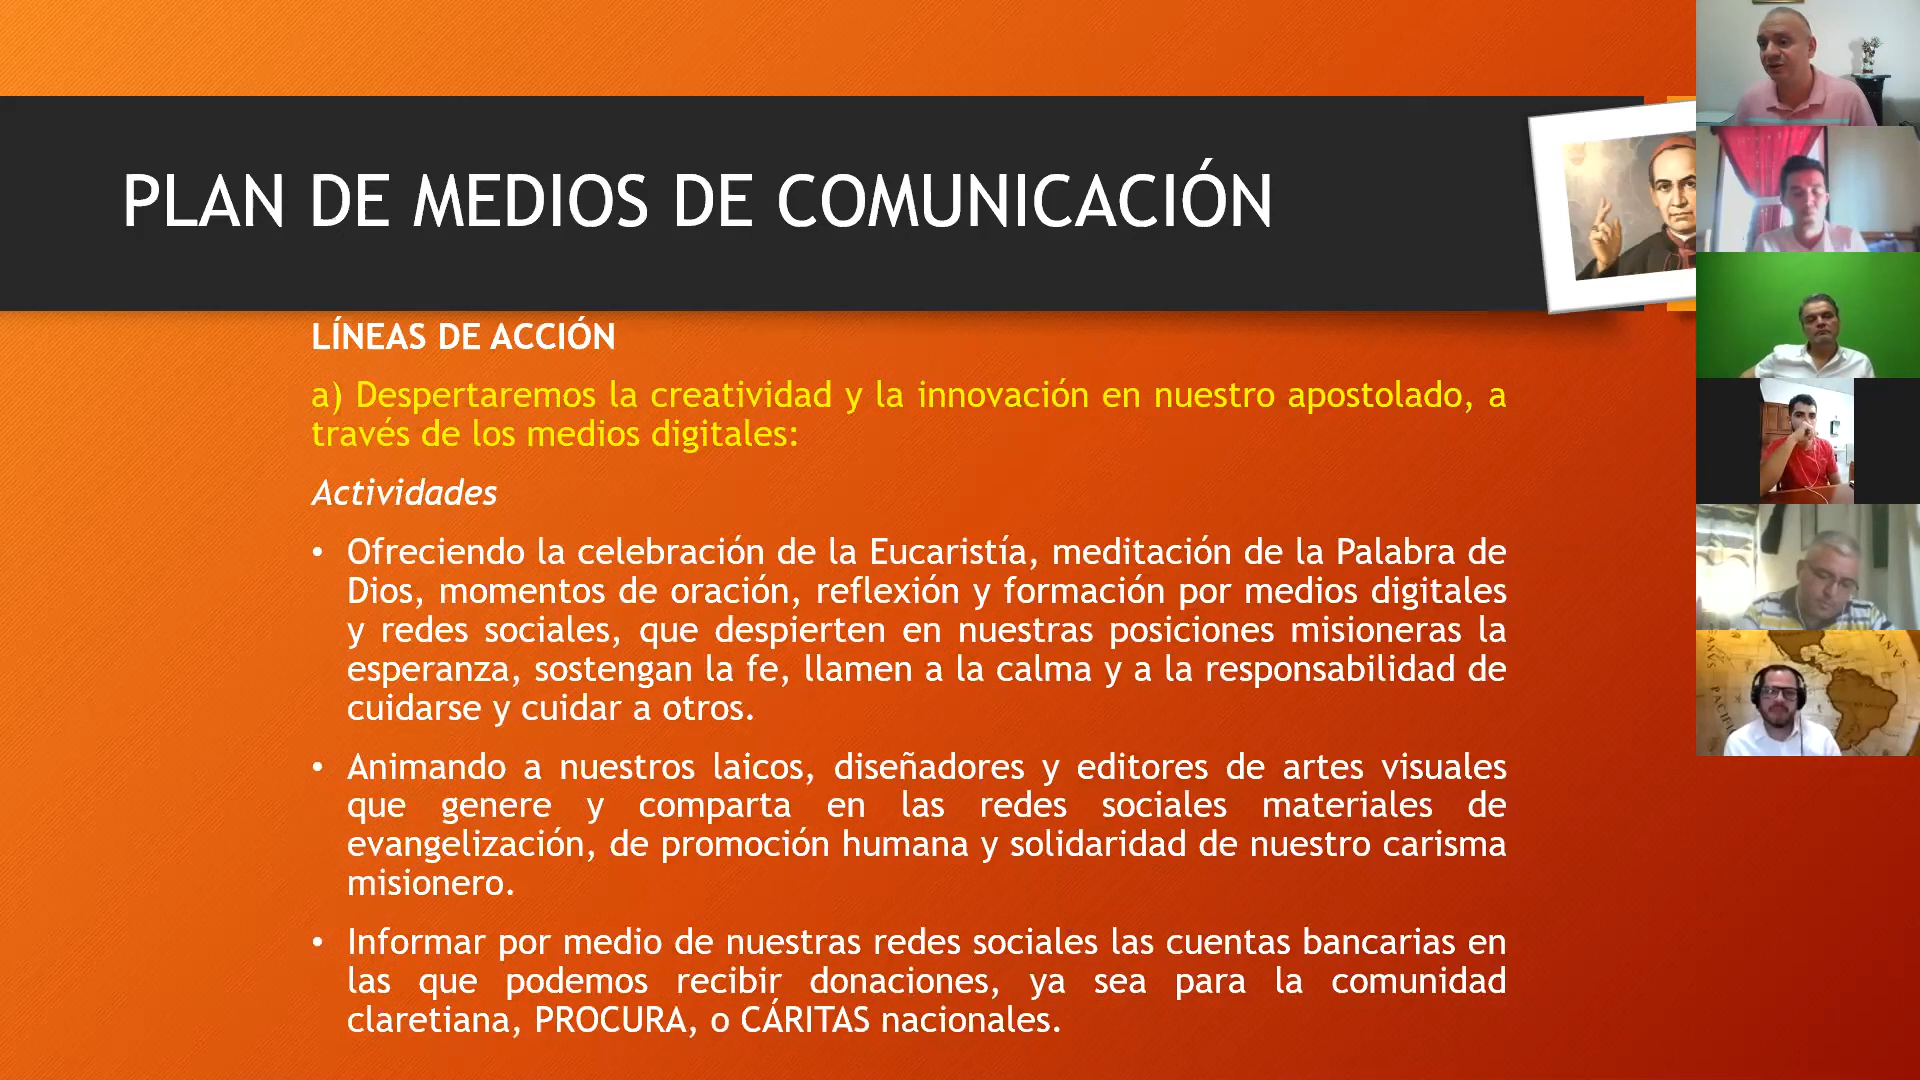 PLAN DE MEDIOS DE COMUNICACIÓN
LÍNEAS DE ACCIÓN
a) Despertaremos la creatividad y la innovación en nuestro apostolado, a
través de los medios digitales:
Actividades
• Ofreciendo la celebración de la Eucaristía, meditación de la Palabra de
Dios, momentos de oración, reflexión y formación por medios digitales
y redes sociales, que despierten en nuestras posiciones misioneras la
esperanza, sostengan la fe, llamen a la calma y a la responsabilidad de
cuidarse y cuidar a otros.
• Animando a nuestros laicos, diseñadores y editores de artes visuales
que genere y comparta en las redes sociales materiales de
evangelización, de promoción humana y solidaridad de nuestro carisma
misionero.
• Informar por medio de nuestras redes sociales las cuentas bancarias en
las que podemos recibir donaciones, ya sea para la comunidad
claretiana, PROCURA, o CÁRITAS nacionales.